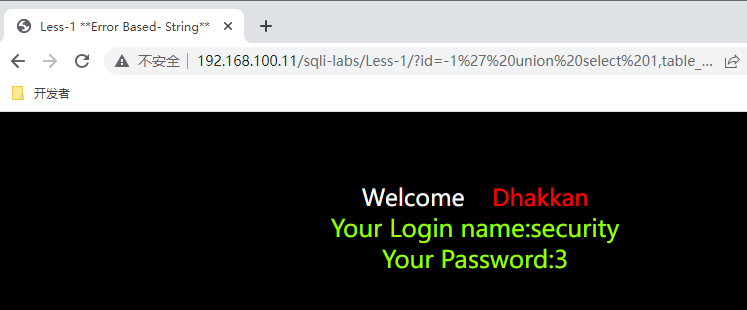 Less-1 **Error Based- String**
不安全 192.168.100.11/sqli-labs/Less-1/?id=-1%27%20union%20select%201,table_...
开发者
Welcome Dhakkan
Your Login name:security
Your Password:3